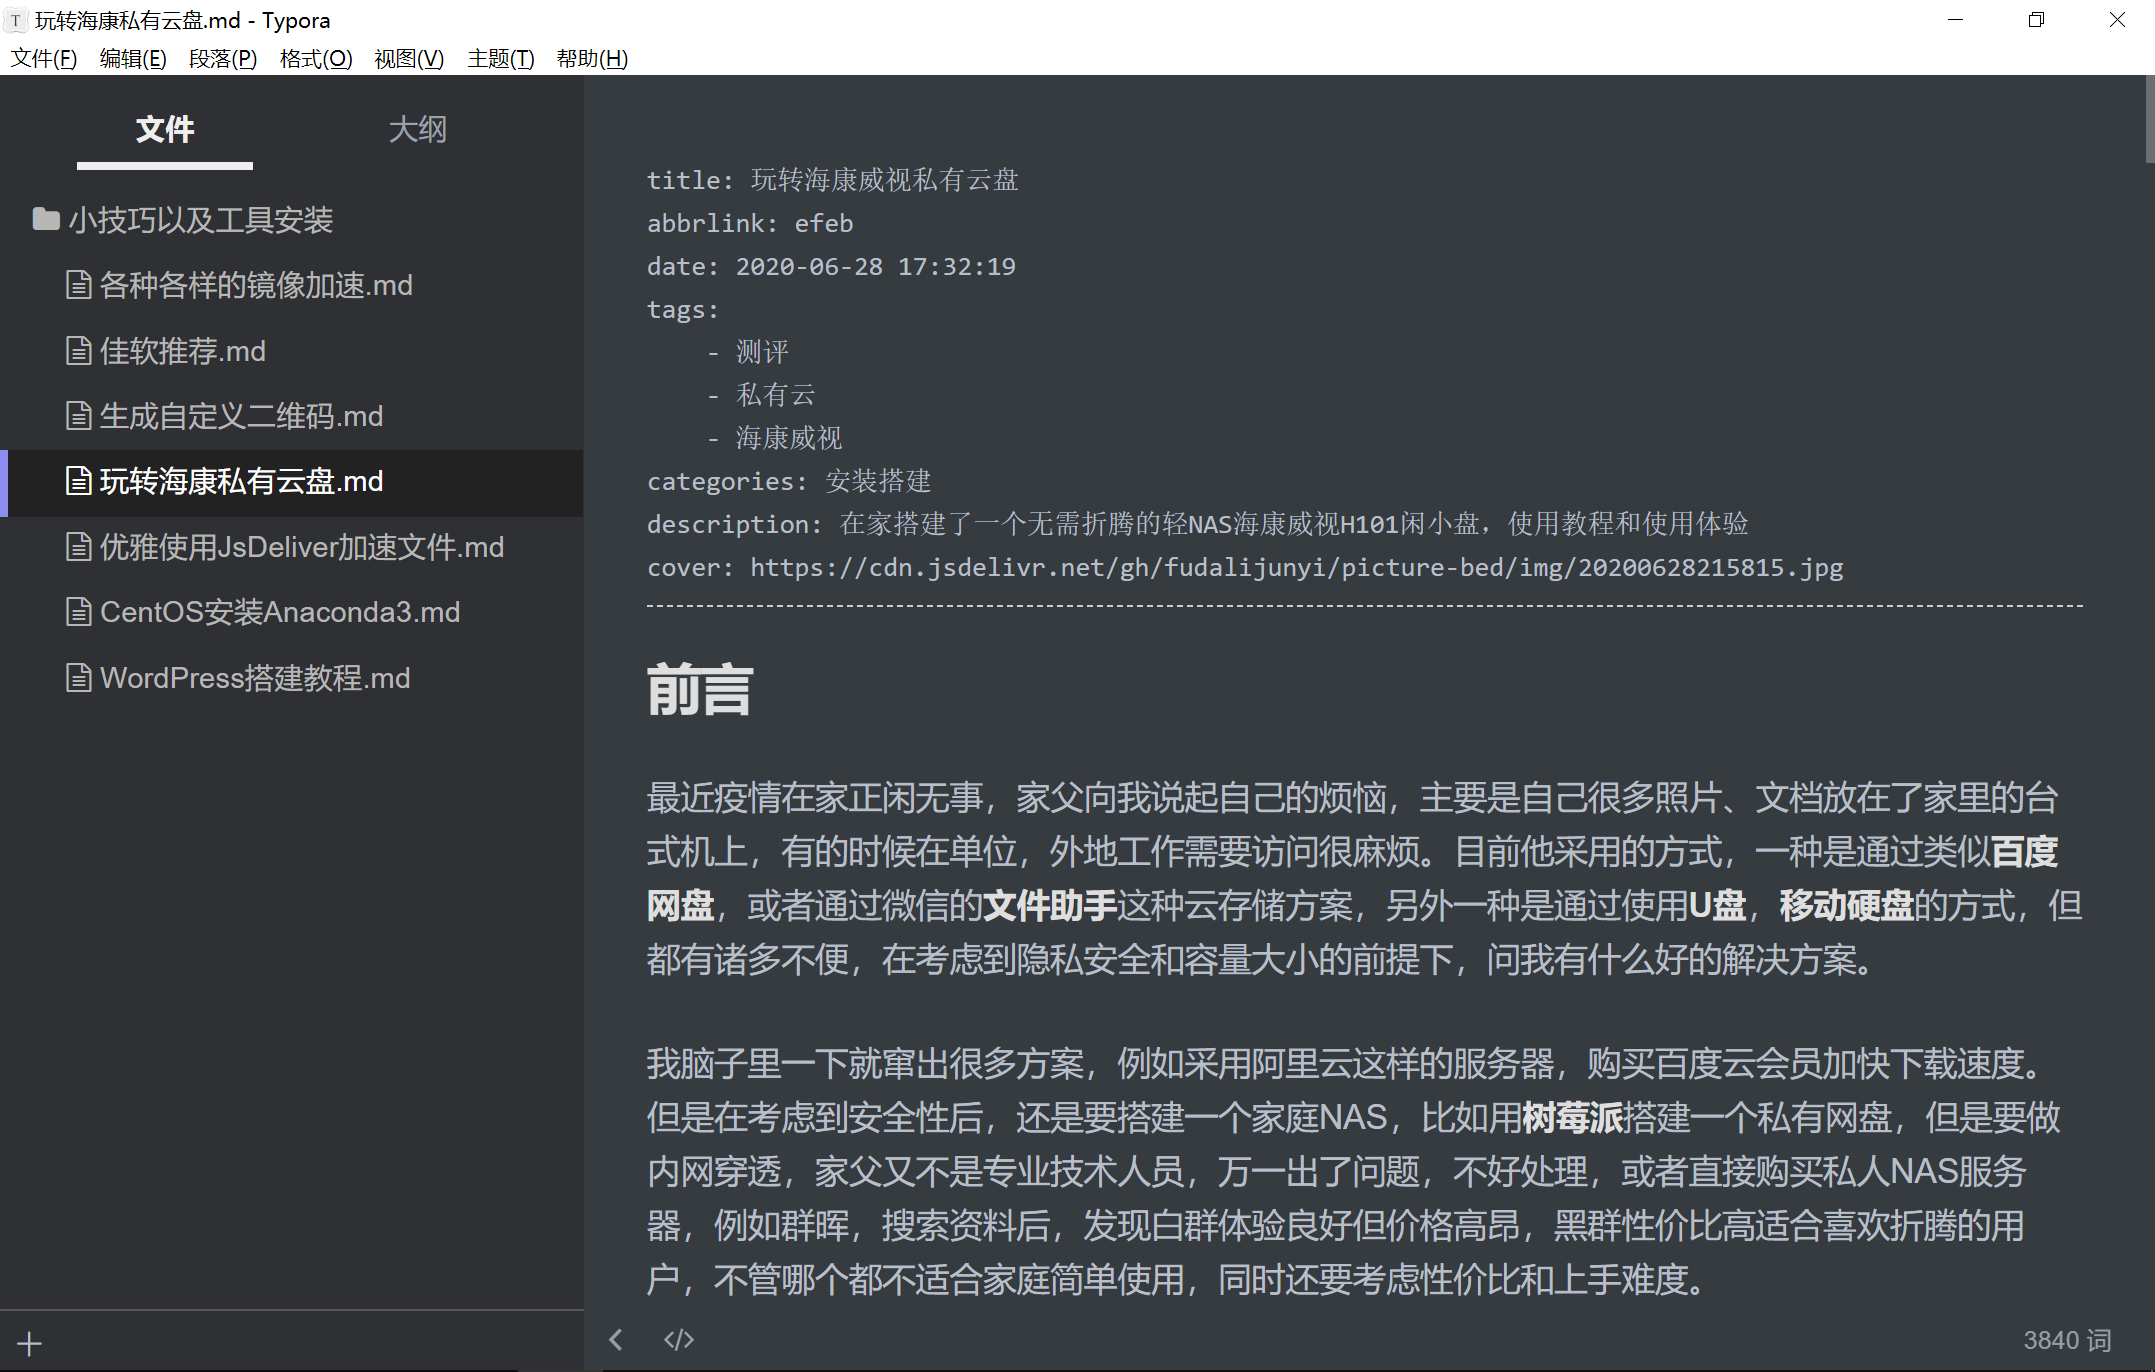 玩转海康私有云盘.md - Typora
文件(F) 编辑(E) 段落(P) 格式(O) 视图(V) 主题(T) 帮助(H)
文件 大纲
小技巧以及工具安装
各种各样的镜像加速.md
佳软推荐.md
生成自定义二维码.md
玩转海康私有云盘.md
优雅使用JsDeliver加速文件.md
CentOS安装Anaconda3.md
WordPress搭建教程.md
title: 玩转海康威视私有云盘
abbrlink: efeb
date: 2020-06-28 17:32:19
tags:
- 测评
- 私有云
- 海康威视
categories: 安装搭建
description: 在家搭建了一个无需折腾的轻NAS海康威视H101闲小盘，使用教程和使用体验
cover: https://cdn.jsdelivr.net/gh/fudalijunyi/picture-bed/img/20200628215815.jpg
前言
最近疫情在家正闲无事，家父向我说起自己的烦恼，主要是自己很多照片、文档放在了家里的台
式机上，有的时候在单位，外地工作需要访问很麻烦。目前他采用的方式，一种是通过类似百度
网盘，或者通过微信的文件助手这种云存储方案，另外一种是通过使用U盘，移动硬盘的方式，但
都有诸多不便，在考虑到隐私安全和容量大小的前提下，问我有什么好的解决方案。
我脑子里一下就窜出很多方案，例如采用阿里云这样的服务器，购买百度云会员加快下载速度。
但是在考虑到安全性后，还是要搭建一个家庭NAS，比如用树莓派搭建一个私有网盘，但是要做
内网穿透，家父又不是专业技术人员，万一出了问题，不好处理，或者直接购买私人NAS服务
器，例如群晖，搜索资料后，发现白群体验良好但价格高昂，黑群性价比高适合喜欢折腾的用
户，不管哪个都不适合家庭简单使用，同时还要考虑性价比和上手难度。
3840 词